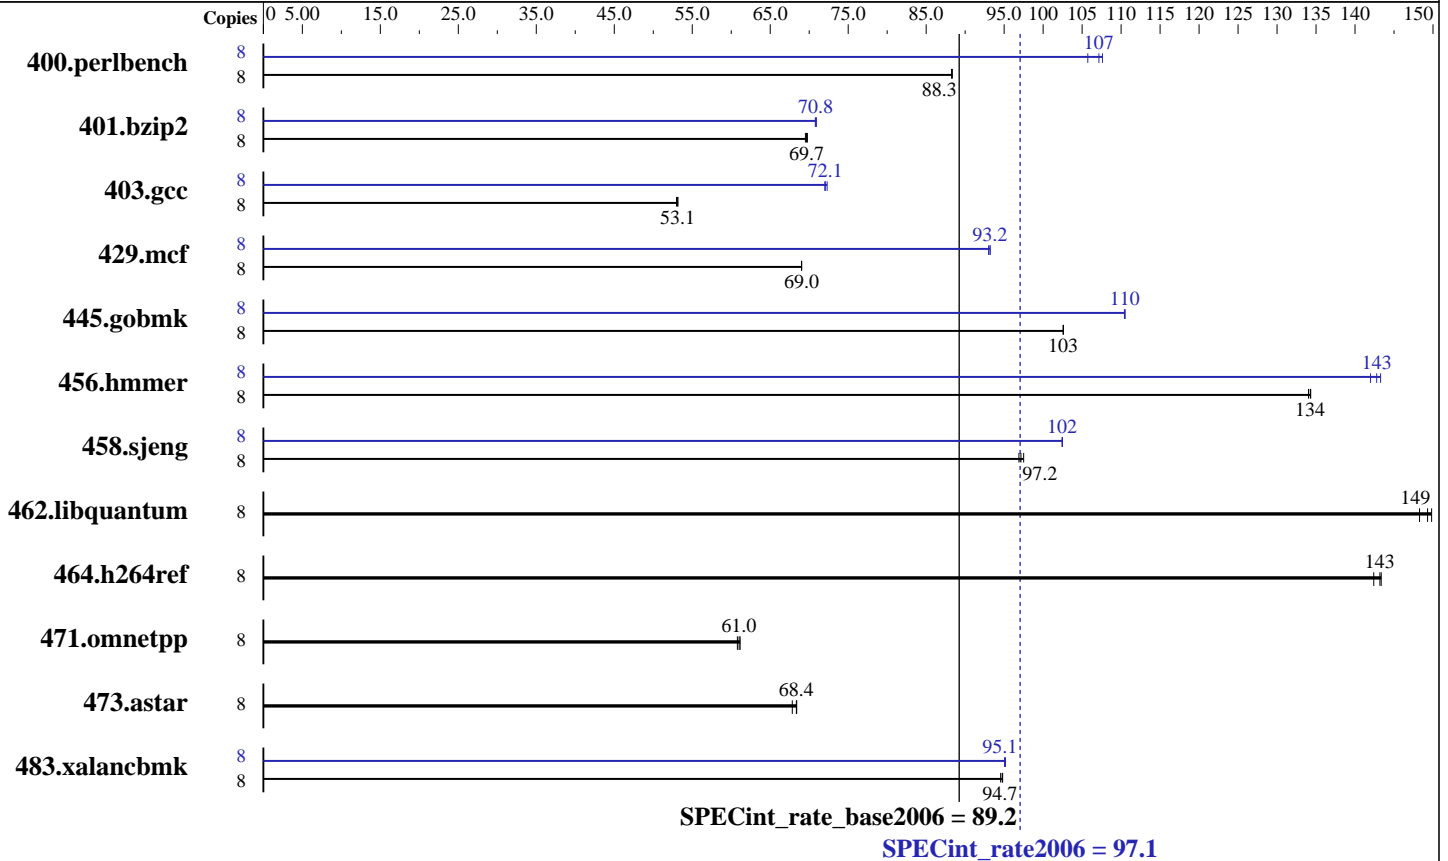 Copies 0 5.00 15.0 25.0 35.0 45.0 55.0 65.0 75.0 85.0 95.0 100 105 110 115 120 125 130 135 140 150
400.perlbench 8 107
8 88.3
401.bzip2 8 70.8
8 69.7
403.gcc 8 72.1
8 53.1
429.mcf 8 93.2
8 69.0
445.gobmk 8 110
8 103
456.hmmer 8 143
8 134
458.sjeng 8 102
8 97.2
462.libquantum 8 149
464.h264ref 8 143
471.omnetpp 8 61.0
473.astar 8 68.4
483.xalancbmk 8 95.1
8 94.7
SPECint_rate_base2006 = 89.2
SPECint_rate2006 = 97.1